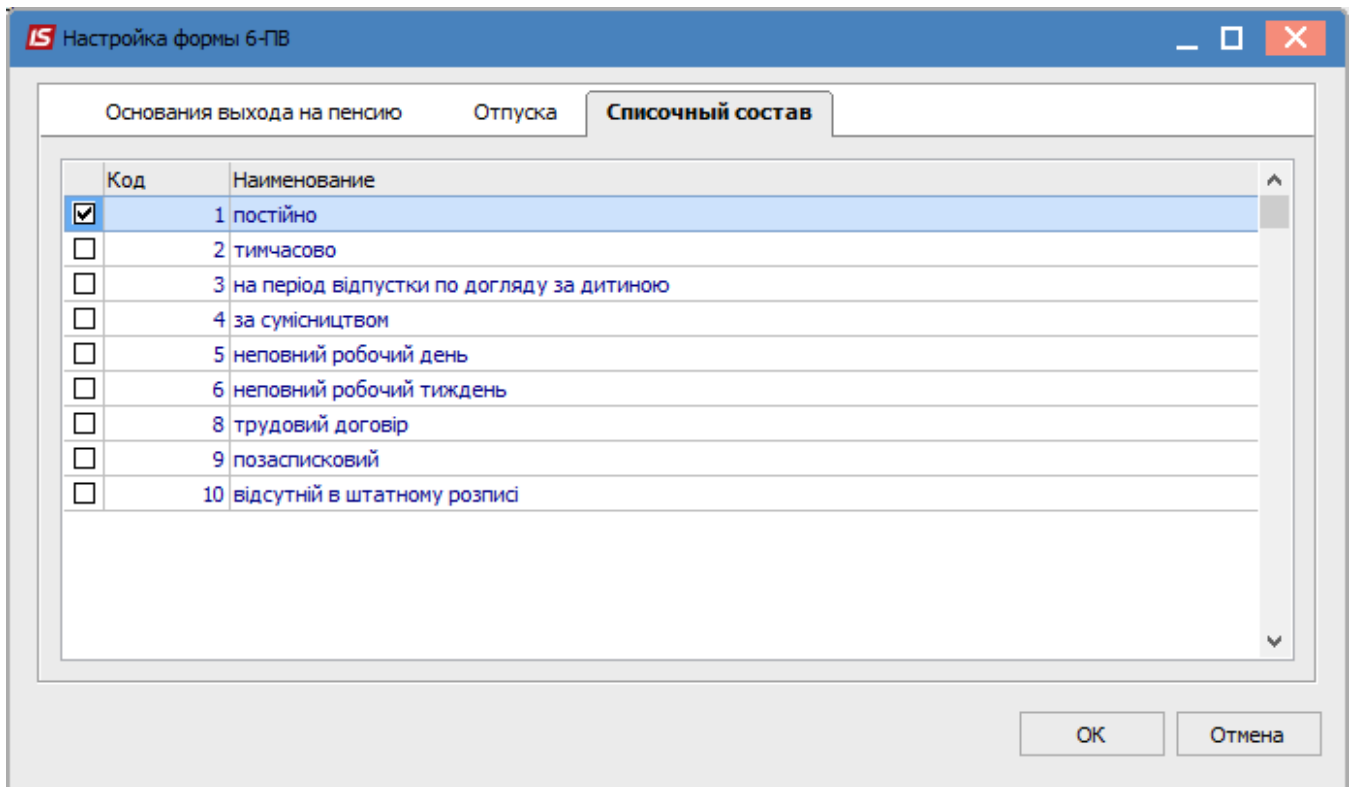 IS Настройка формы 6-ПВ
Основания выхода на пенсию Отпуска Списочный состав
Код Наименование
1 постійно
2 тимчасово
3 на період відпустки по догляду за дитиною
4 за сумісництвом
5 неповний робочий день
6 неповний робочий тиждень
8 трудовий договір
9 позасписковий
10 відсутній в штатному розписі
ОК Отмена